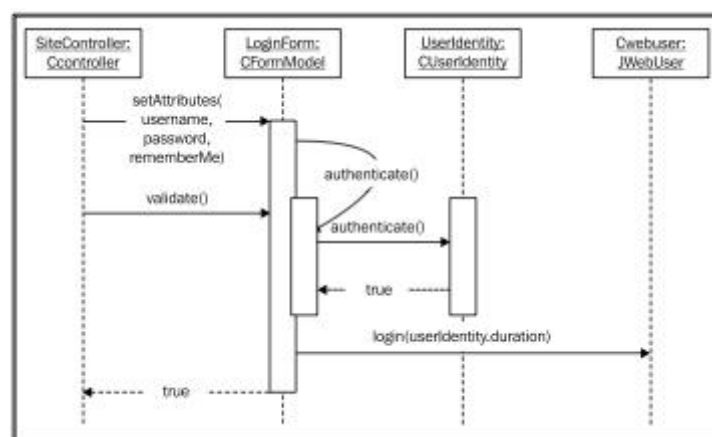 SiteController:
Ccontroller
LoginForm:
CFormModel
UserIdentity:
CUserIdentity
Cwebuser:
JWebUser
setAttributes(
username,
password,
rememberMe)
authenticate()
validate()
authenticate()
true
login(userIdentity.duration)
true